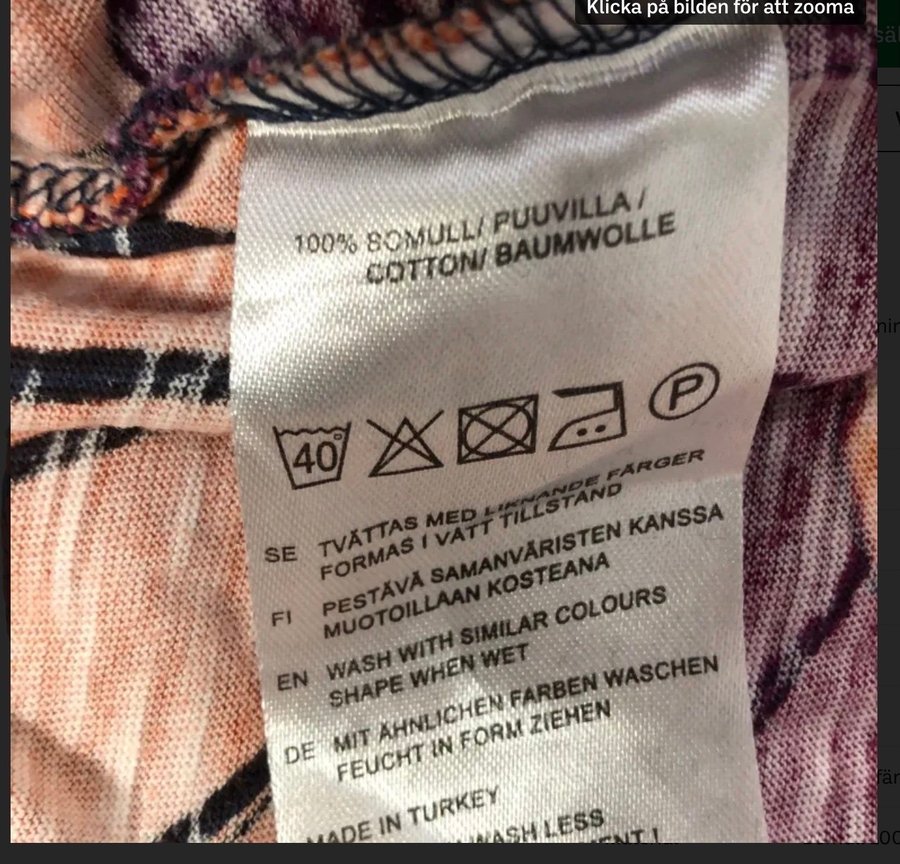 Klicka på bilden för att zooma
100% BOMULL/ PUUVILLA /
COTTON/ BAUMWOLLE
40° P
SE TVÄTTAS MED LIKNANDE FÄRGER
FORMAS I VÅTT TILLSTAND
FI PESTÄVÄ SAMANVÄRISTEN KANSSA
MUOTOILLAAN KOSTEANA
EN WASH WITH SIMILAR COLOURS
SHAPE WHEN WET
DE MIT ÄHNLICHEN FARBEN WASCHEN
FEUCHT IN FORM ZIEHEN
MADE IN TURKEY
WASH LESS